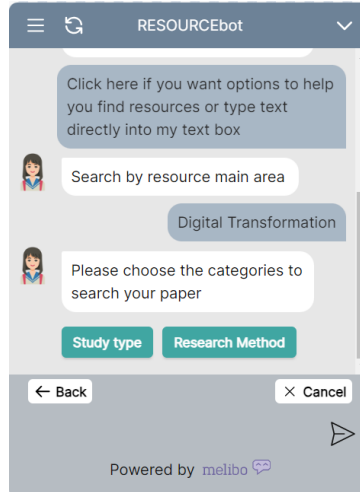 RESOURCEbot
Click here if you want options to help
you find resources or type text
directly into my text box
Search by resource main area
Digital Transformation
Please choose the categories to
search your paper
Study type Research Method
← Back × Cancel
Powered by melibo